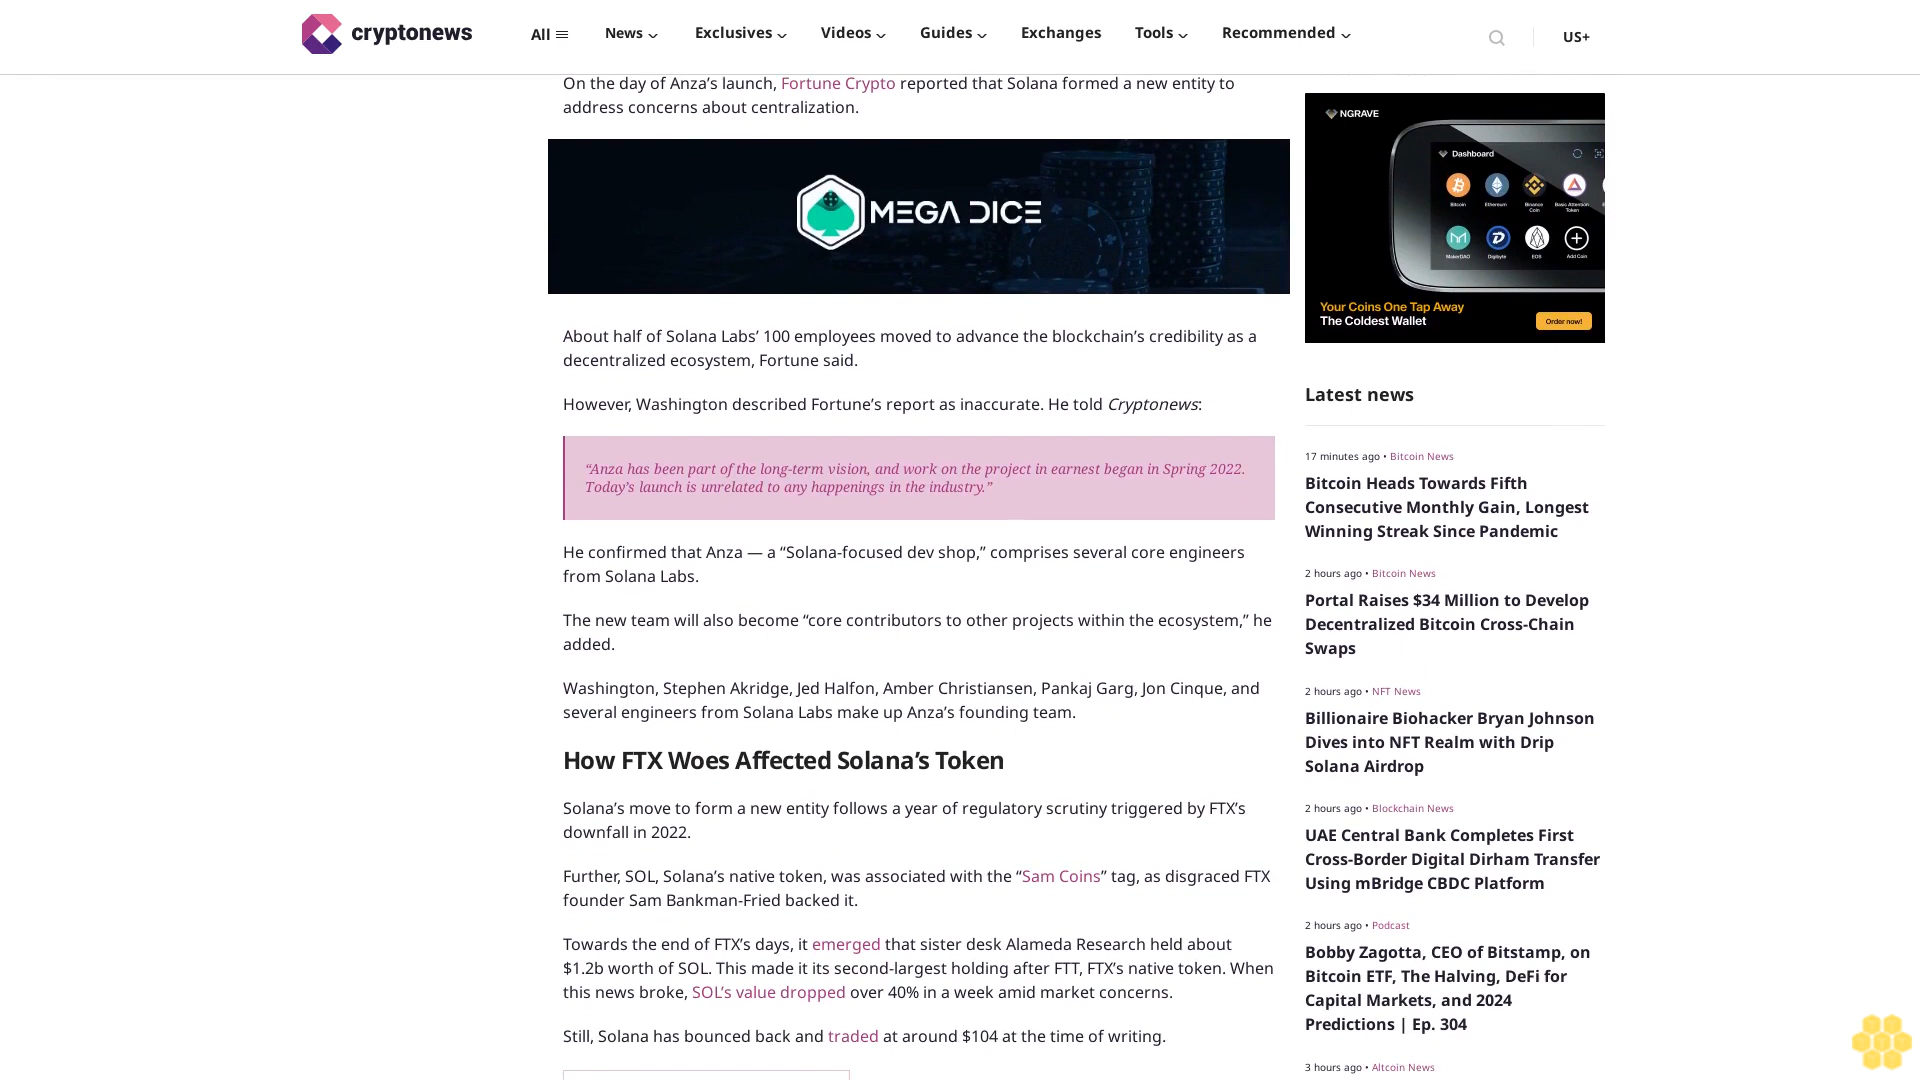 cryptonews
All
News
Exclusives
Videos
Guides
Exchanges
Tools
Recommended
US+
On the day of Anza’s launch, Fortune Crypto reported that Solana formed a new entity to
address concerns about centralization.
MEGA DICE
About half of Solana Labs’ 100 employees moved to advance the blockchain’s credibility as a
decentralized ecosystem, Fortune said.
However, Washington described Fortune’s report as inaccurate. He told Cryptonews:
“Anza has been part of the long-term vision, and work on the project in earnest began in Spring 2022.
Today’s launch is unrelated to any happenings in the industry.”
He confirmed that Anza — a “Solana-focused dev shop,” comprises several core engineers
from Solana Labs.
The new team will also become “core contributors to other projects within the ecosystem,” he
added.
Washington, Stephen Akridge, Jed Halfon, Amber Christiansen, Pankaj Garg, Jon Cinque, and
several engineers from Solana Labs make up Anza’s founding team.
How FTX Woes Affected Solana’s Token
Solana’s move to form a new entity follows a year of regulatory scrutiny triggered by FTX’s
downfall in 2022.
Further, SOL, Solana’s native token, was associated with the “Sam Coins” tag, as disgraced FTX
founder Sam Bankman-Fried backed it.
Towards the end of FTX’s days, it emerged that sister desk Alameda Research held about
$1.2b worth of SOL. This made it its second-largest holding after FTT, FTX’s native token. When
this news broke, SOL’s value dropped over 40% in a week amid market concerns.
Still, Solana has bounced back and traded at around $104 at the time of writing.
NGRAVE
Dashboard
Bitcoin
Ethereum
Binance
Coin
Basic Attention
Token
MakerDAO
Digibyte
EOS
Add Coin
Your Coins One Tap Away
The Coldest Wallet
Order now!
Latest news
17 minutes ago • Bitcoin News
Bitcoin Heads Towards Fifth
Consecutive Monthly Gain, Longest
Winning Streak Since Pandemic
2 hours ago • Bitcoin News
Portal Raises $34 Million to Develop
Decentralized Bitcoin Cross-Chain
Swaps
2 hours ago • NFT News
Billionaire Biohacker Bryan Johnson
Dives into NFT Realm with Drip
Solana Airdrop
2 hours ago • Blockchain News
UAE Central Bank Completes First
Cross-Border Digital Dirham Transfer
Using mBridge CBDC Platform
2 hours ago • Podcast
Bobby Zagotta, CEO of Bitstamp, on
Bitcoin ETF, The Halving, DeFi for
Capital Markets, and 2024
Predictions | Ep. 304
3 hours ago • Altcoin News